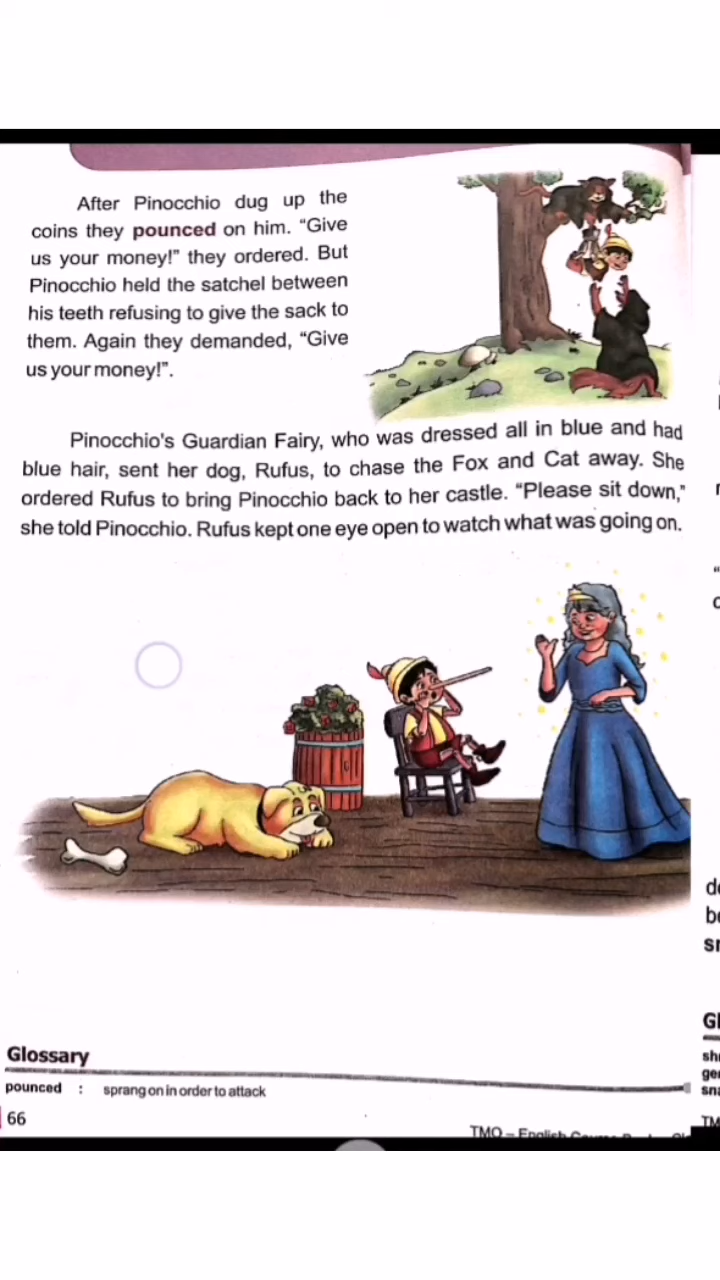 After Pinocchio dug up the
coins they pounced on him. “Give
us your money!” they ordered. But
Pinocchio held the satchel between
his teeth refusing to give the sack to
them. Again they demanded, “Give
us your money!”.
Pinocchio's Guardian Fairy, who was dressed all in blue and had
blue hair, sent her dog, Rufus, to chase the Fox and Cat away. She
ordered Rufus to bring Pinocchio back to her castle. “Please sit down,”
she told Pinocchio. Rufus kept one eye open to watch what was going on.
Glossary
pounced : sprang on in order to attack
66
TMO – English